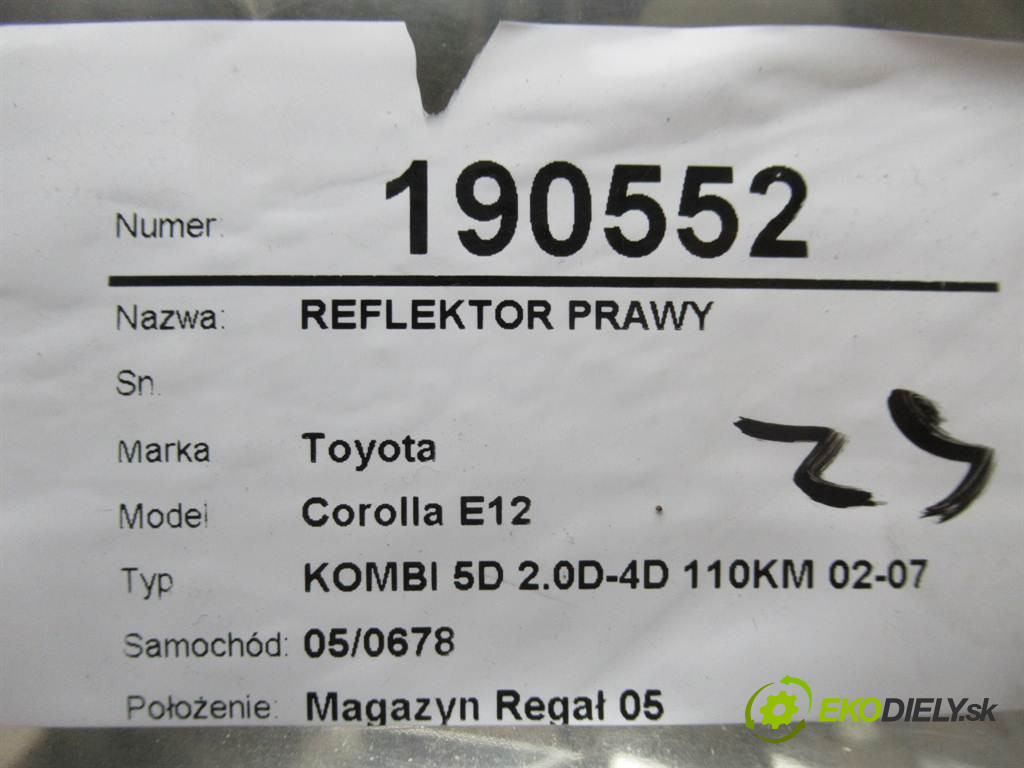 Numer: 190552
Nazwa: REFLEKTOR PRAWY
Sn.
Marka Toyota
Model Corolla E12
Typ KOMBI 5D 2.0D-4D 110KM 02-07
Samochód: 05/0678
Położenie: Magazyn Regał 05
EKODIELY.sk